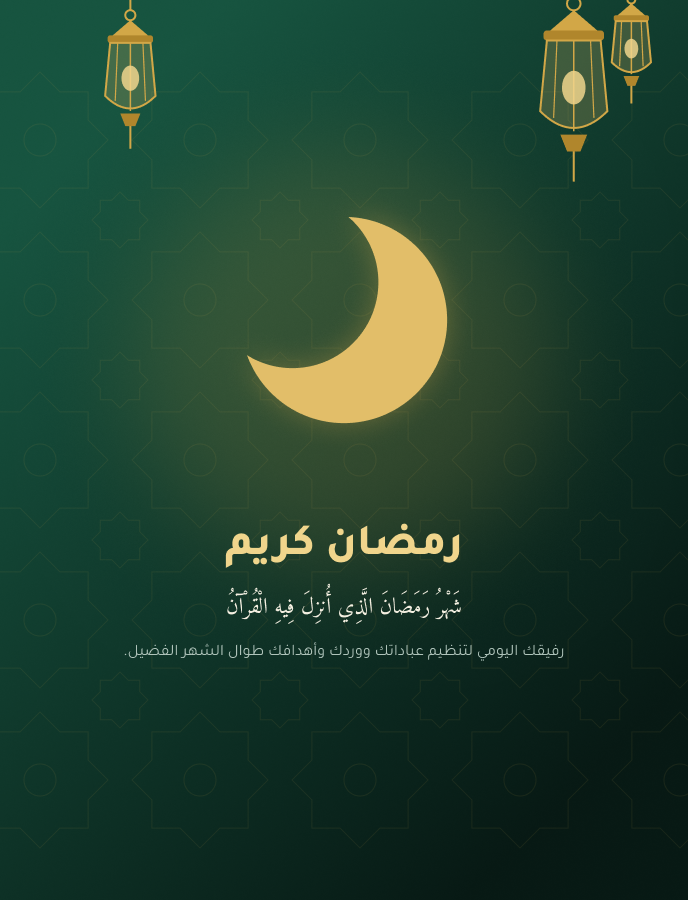 رمضان كريم
شَهْرُ رَمَضَانَ الَّذِي أُنزِلَ فِيهِ الْقُرْآنُ
رفيقك اليومي لتنظيم عباداتك ووردك وأهدافك طوال الشهر الفضيل.